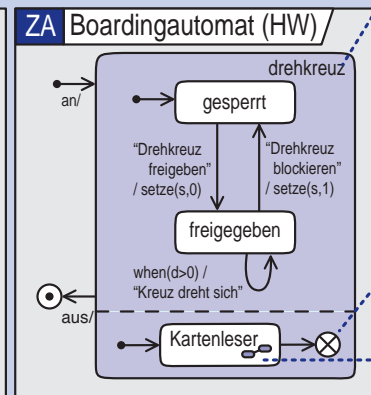 ZA Boardingautomat (HW)
drehkreuz
an/
gesperrt
“Drehkreuz
freigeben”
/ setze(s,0)
“Drehkreuz
blockieren”
/ setze(s,1)
freigegeben
when(d>0) /
“Kreuz dreht sich”
aus/
Kartenleser